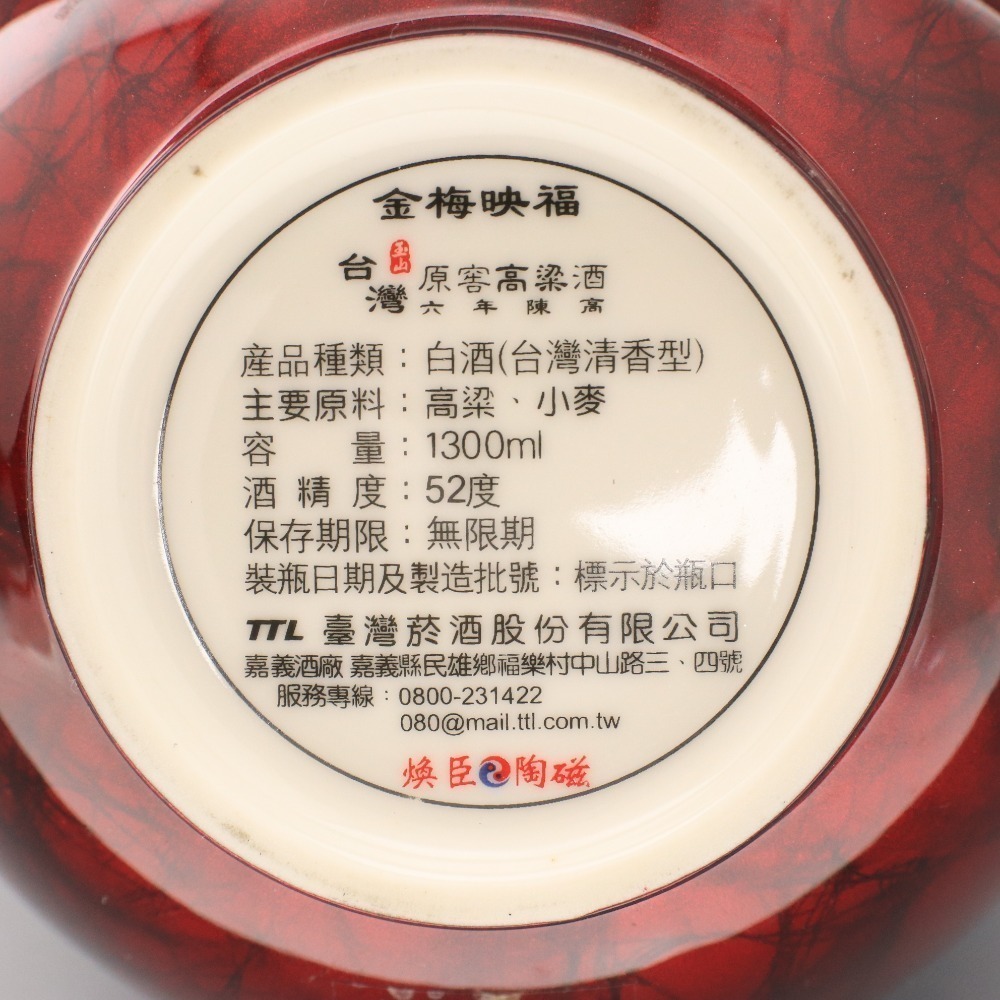 金梅映福
台灣 玉山 原窖高粱酒
六年陳高
産品種類：白酒(台灣清香型)
主要原料：高粱、小麥
容量：1300ml
酒精度：52度
保存期限：無限期
裝瓶日期及製造批號：標示於瓶口
TTL 臺灣菸酒股份有限公司
嘉義酒廠 嘉義縣民雄鄉福樂村中山路三、四號
服務專線：0800-231422
080@mail.ttl.com.tw
煥臣陶磁